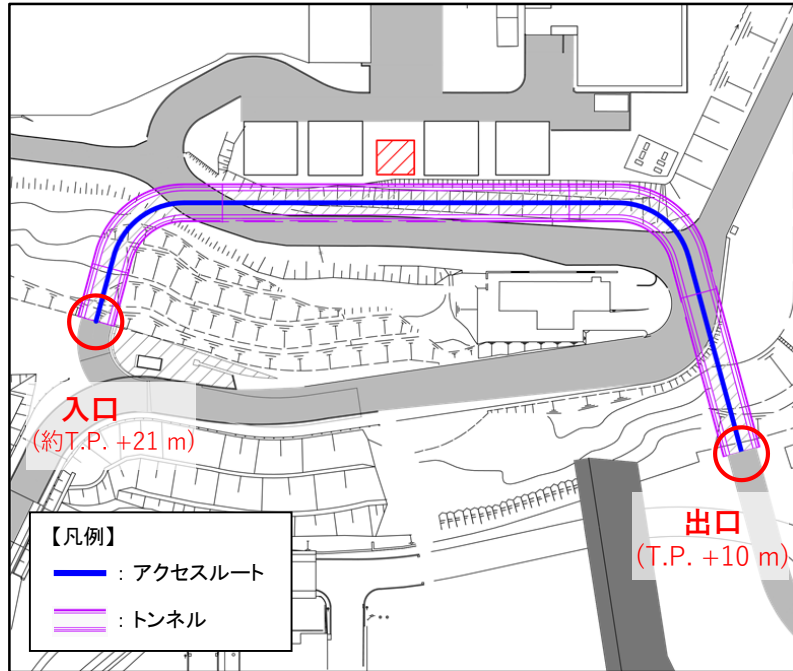 入口
(約T.P. +21 m)
出口
(T.P. +10 m)
【凡例】
: アクセスルート
: トンネル